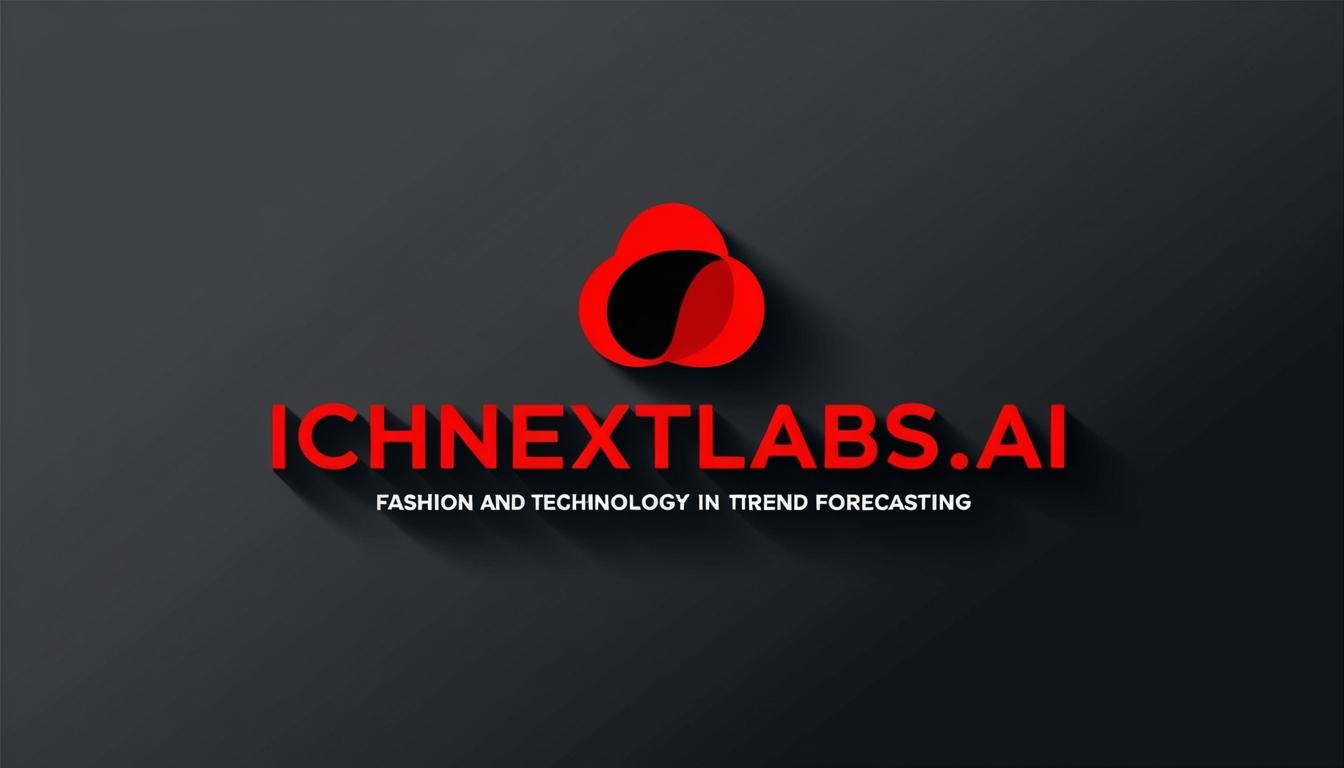 ICHNEXTLABS.AI
FASHION AND TECHINOLOGY IN TIREND FORECASTING